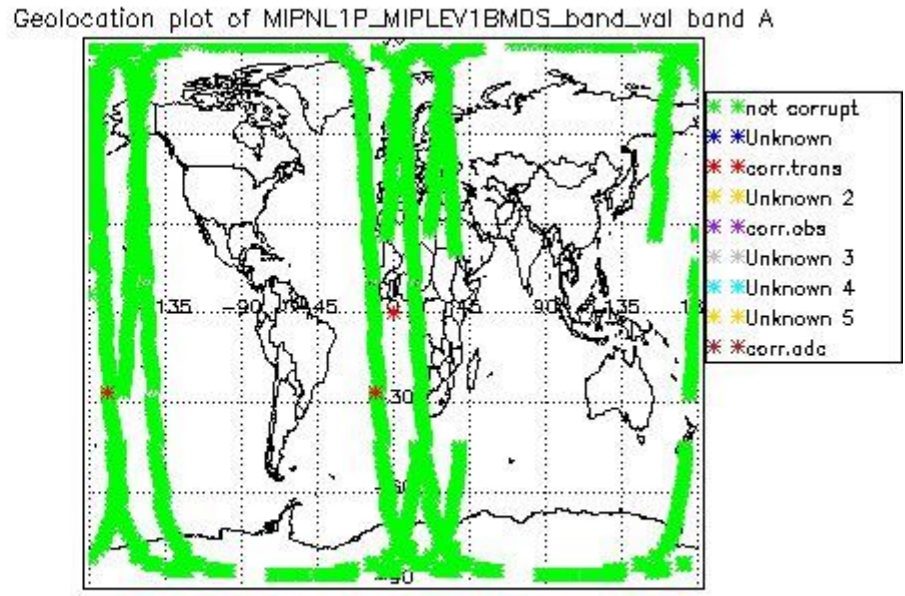 Geolocation plot of MIPNL1P_MIPLEV1BMDS_band_val band A
not corrupt
Unknown
corr.trans
Unknown 2
corr.obs
Unknown 3
Unknown 4
Unknown 5
corr.adc
135 -90 45 90 135
30
-90